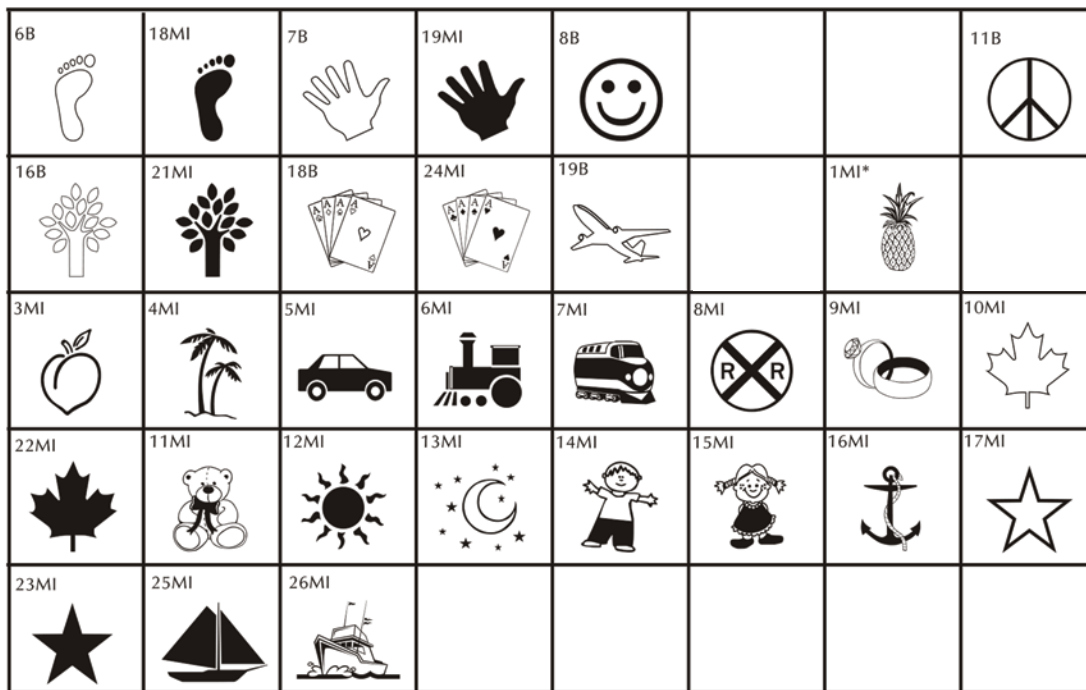 6B 18MI 7B 19MI 8B 11B
16B 21MI 18B 24MI 19B 1MI*
A A A A A A A A
A A
3MI 4MI 5MI 6MI 7MI 8MI 9MI 10MI
R R
22MI 11MI 12MI 13MI 14MI 15MI 16MI 17MI
23MI 25MI 26MI